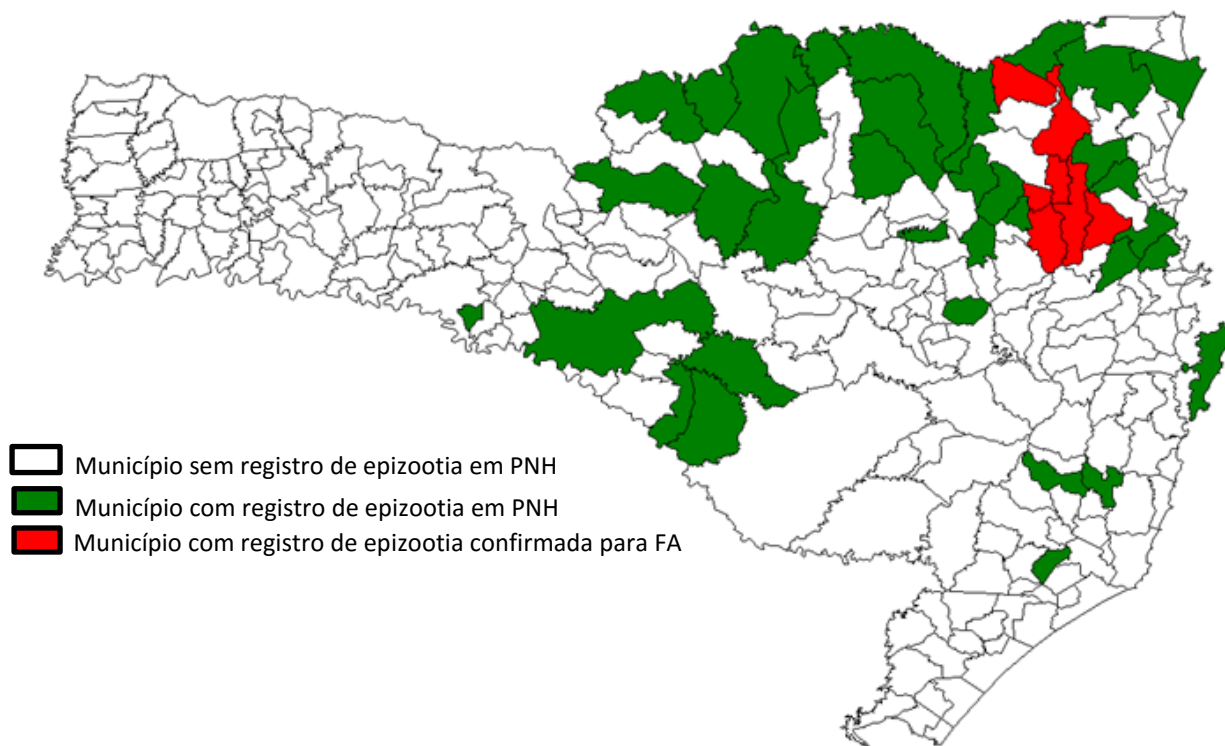 Município sem registro de epizootia em PNH
Município com registro de epizootia em PNH
Município com registro de epizootia confirmada para FA